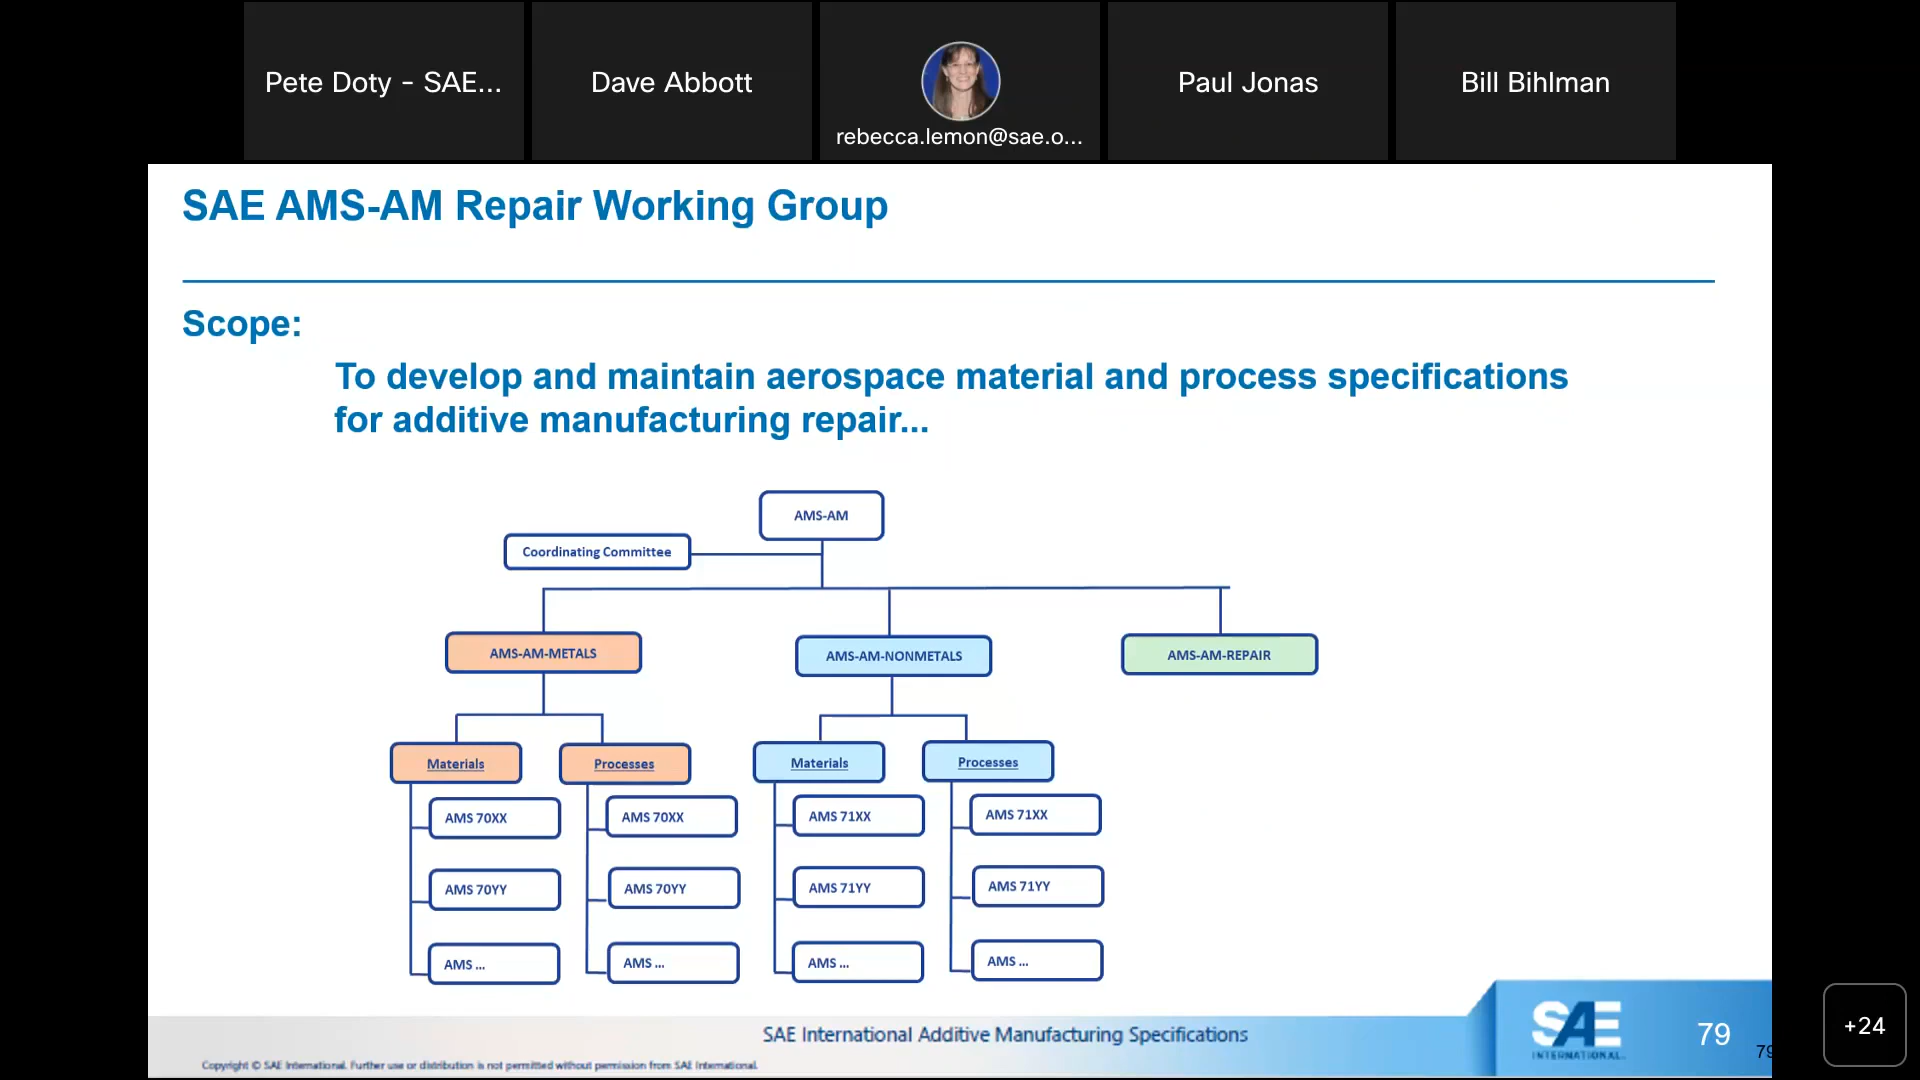 Pete Doty - SAE...
Dave Abbott
rebecca.lemon@sae.o...
Paul Jonas
Bill Bihlman
SAE AMS-AM Repair Working Group
Scope:
To develop and maintain aerospace material and process specifications
for additive manufacturing repair...
AMS-AM
Coordinating Committee
AMS-AM-METALS
AMS-AM-NONMETALS
AMS-AM-REPAIR
Materials
Processes
Materials
Processes
AMS 70XX
AMS 70XX
AMS 71XX
AMS 71XX
AMS 70YY
AMS 70YY
AMS 71YY
AMS 71YY
AMS ...
AMS ...
AMS ...
AMS ...
SAE International Additive Manufacturing Specifications
Copyright © SAE International. Further use or distribution is not permitted without permission from SAE International.
SAE
INTERNATIONAL.
79
79
+24